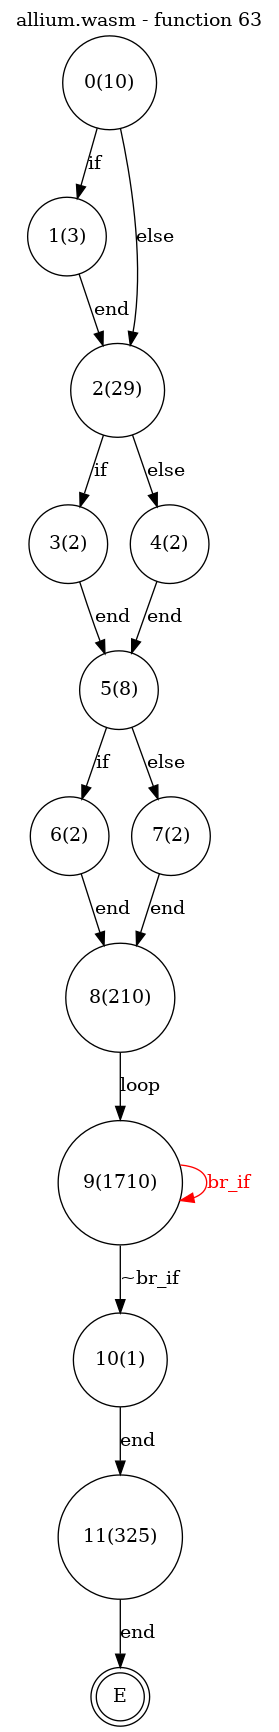 allium.wasm - function 63
0(10)
if
1(3)
else
end
2(29)
if
else
3(2)
4(2)
end
end
5(8)
if
else
6(2)
7(2)
end
end
8(210)
loop
9(1710)
br_if
~br_if
10(1)
end
11(325)
end
E